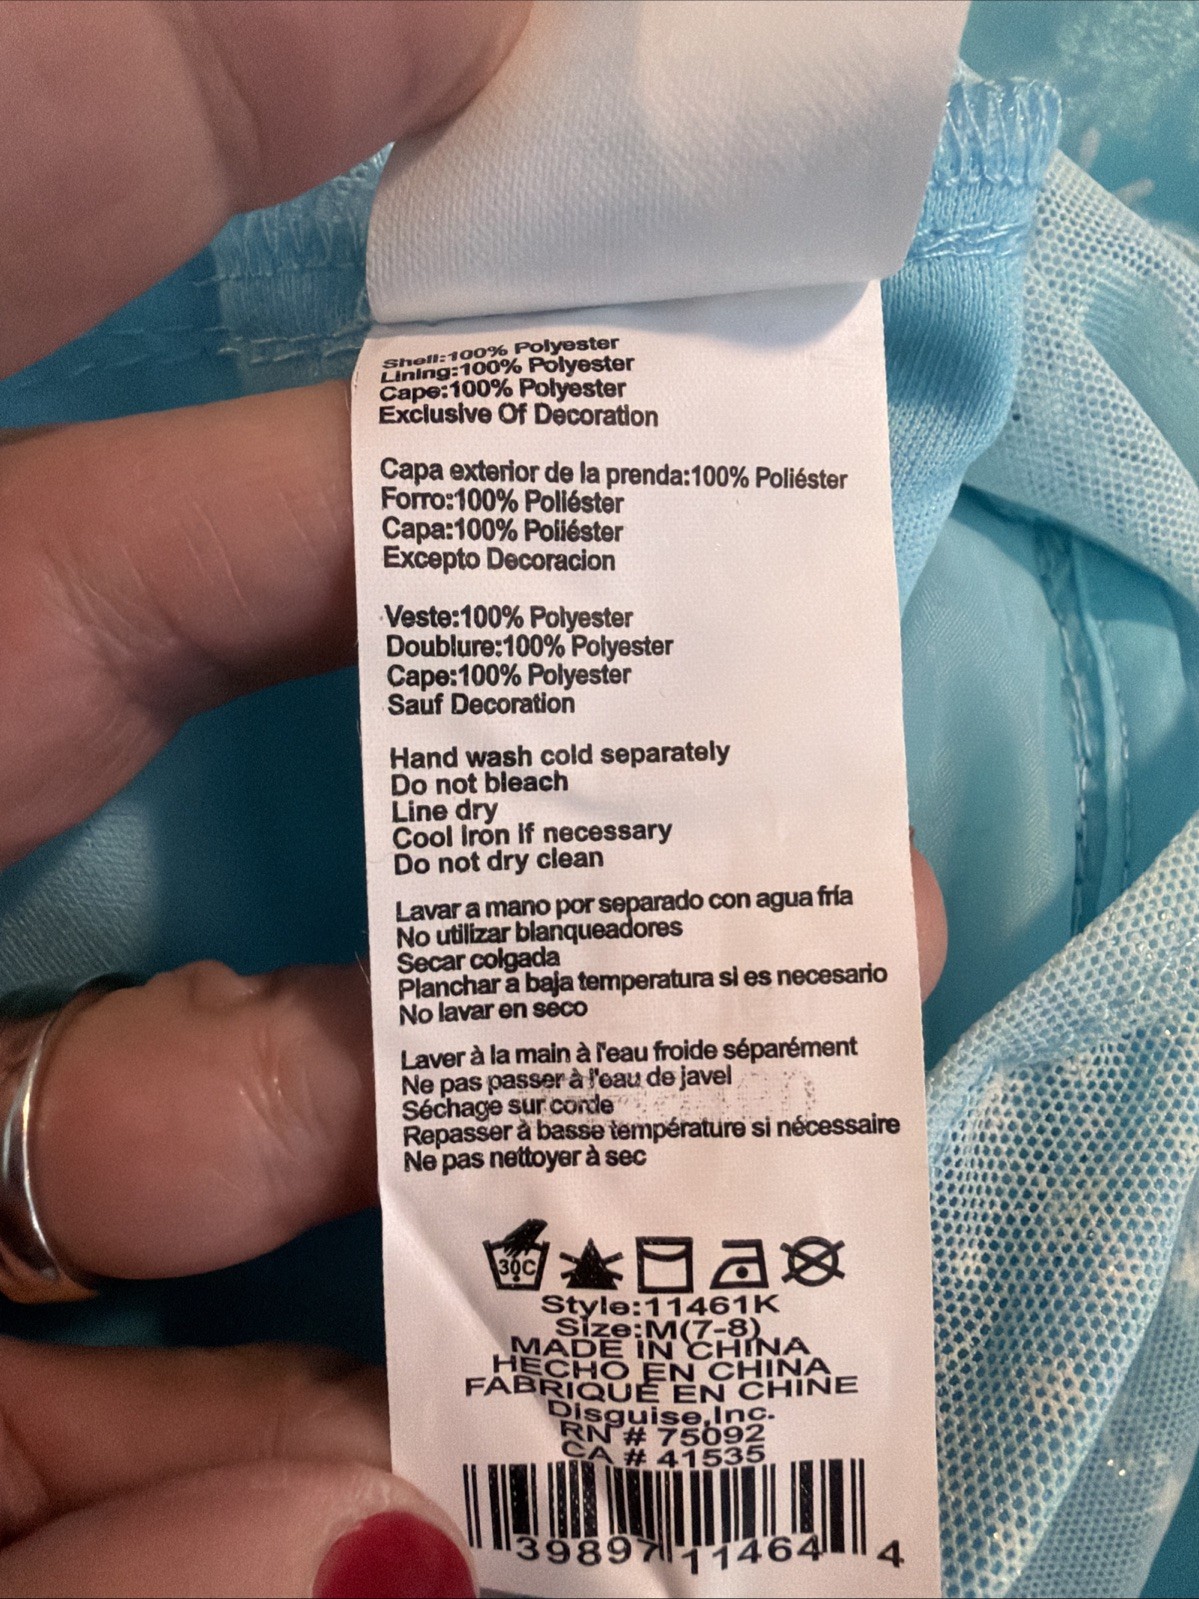 Shell:100% Polyester
Lining:100% Polyester
Cape:100% Polyester
Exclusive Of Decoration
Capa exterior de la prenda:100% Poliéster
Forro:100% Poliéster
Capa:100% Poliéster
Excepto Decoracion
Veste:100% Polyester
Doublure:100% Polyester
Cape:100% Polyester
Sauf Decoration
Hand wash cold separately
Do not bleach
Line dry
Cool Iron if necessary
Do not dry clean
Lavar a mano por separado con agua fría
No utilizar blanqueadores
Secar colgada
Planchar a baja temperatura si es necesario
No lavar en seco
Laver à la main à l'eau froide séparément
Ne pas passer à l'eau de javel
Séchage sur corde
Repasser à basse température si nécessaire
Ne pas nettoyer à sec
30C
Style:11461K
Size:M(7-8)
MADE IN CHINA
HECHO EN CHINA
FABRIQUÉ EN CHINE
Disguise,Inc.
RN # 75092
CA # 41535
39897 11464 4